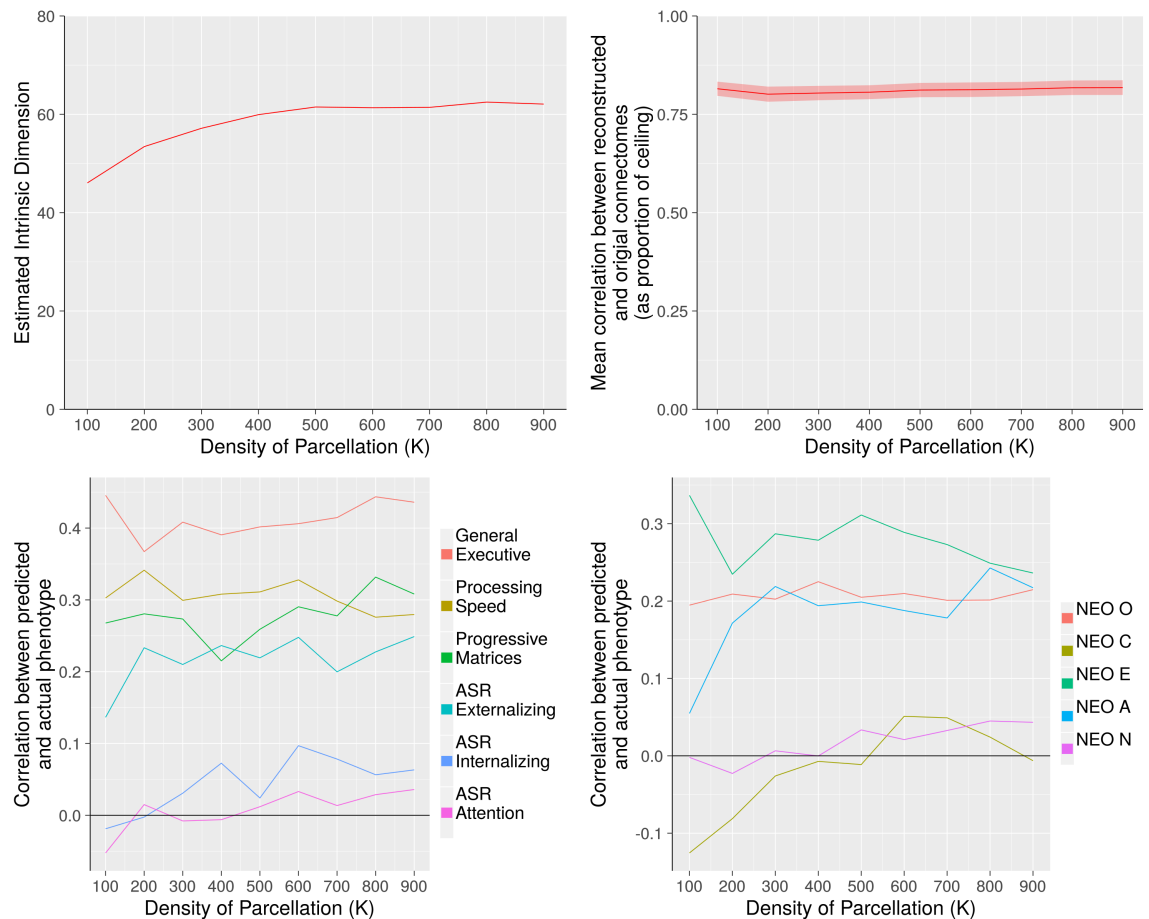 Estimated Intrinsic Dimension
80
60
40
20
0
100 200 300 400 500 600 700 800 900
Density of Parcellation (K)
Mean correlation between reconstructed
and origial connectomes
(as proportion of ceiling)
1.00
0.75
0.50
0.25
0.00
100 200 300 400 500 600 700 800 900
Density of Parcellation (K)
Correlation between predicted
and actual phenotype
0.4
0.3
0.2
0.1
0.0
100 200 300 400 500 600 700 800 900
Density of Parcellation (K)
General
Executive
Processing
Speed
Progressive
Matrices
ASR
Externalizing
ASR
Internalizing
ASR
Attention
Correlation between predicted
and actual phenotype
0.3
0.2
0.1
0.0
-0.1
100 200 300 400 500 600 700 800 900
Density of Parcellation (K)
NEO O
NEO C
NEO E
NEO A
NEO N